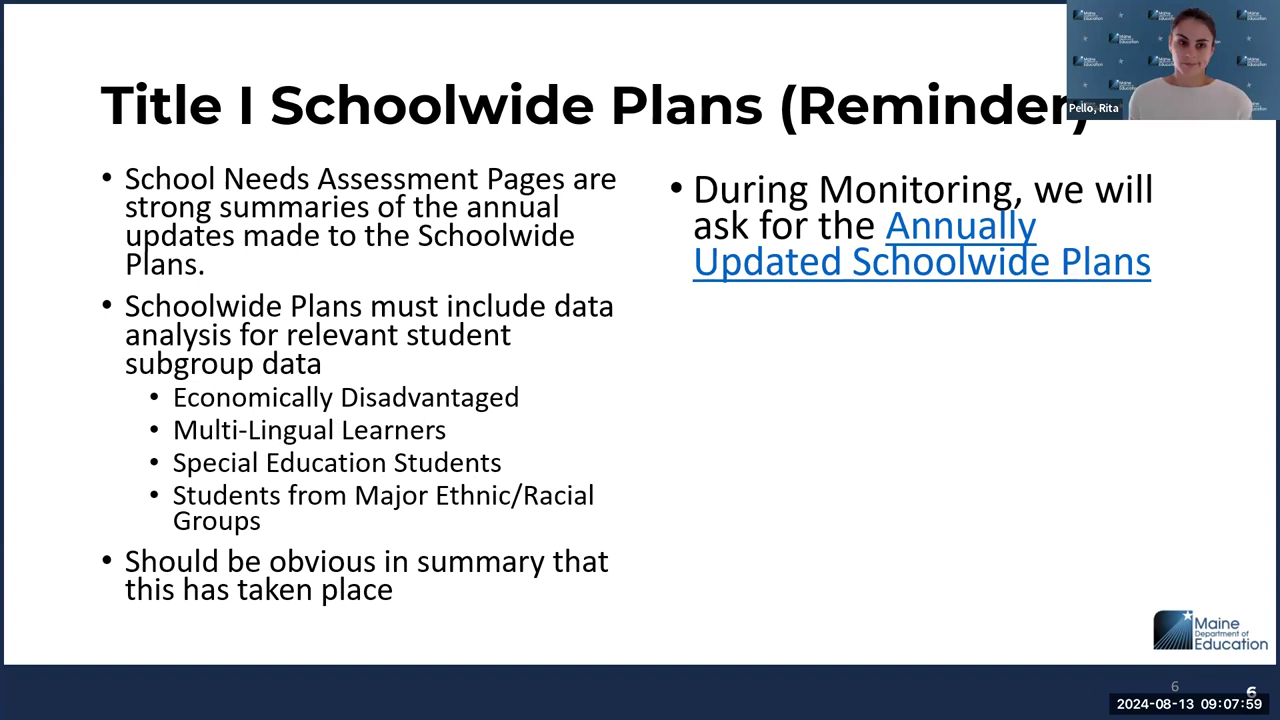 Title I Schoolwide Plans (Reminder)
Pello, Rita
• School Needs Assessment Pages are
strong summaries of the annual
updates made to the Schoolwide
Plans.
• Schoolwide Plans must include data
analysis for relevant student
subgroup data
• Economically Disadvantaged
• Multi-Lingual Learners
• Special Education Students
• Students from Major Ethnic/Racial
Groups
• Should be obvious in summary that
this has taken place
• During Monitoring, we will
ask for the Annually
Updated Schoolwide Plans
Maine
Department of
Education
6
6
2024-08-13 09:07:59